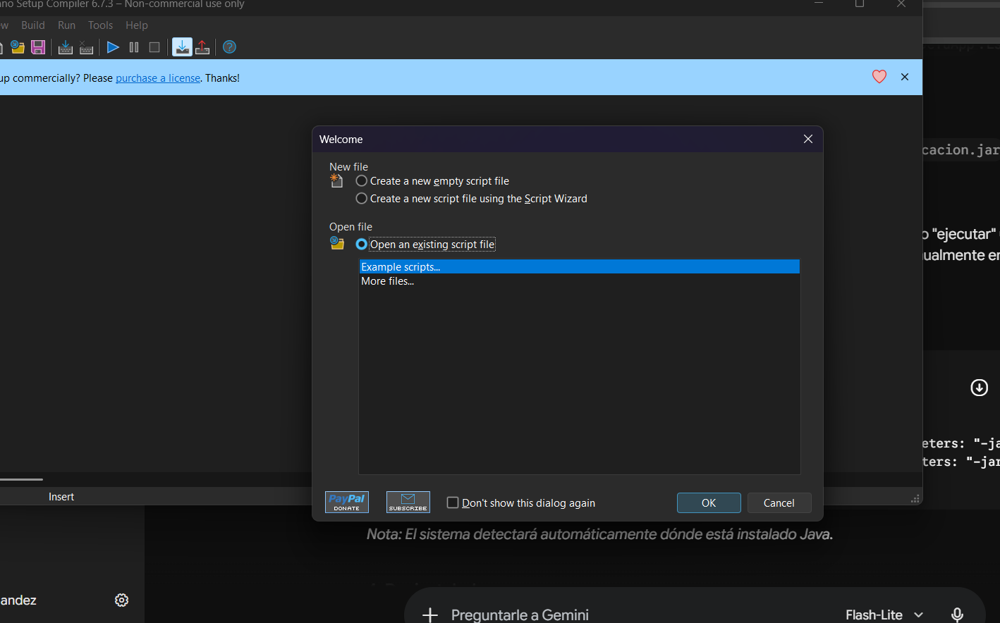 no Setup Compiler 6.7.3 – Non-commercial use only
ew Build Run Tools Help
up commercially? Please purchase a license. Thanks!
Welcome
New file
Create a new empty script file
Create a new script file using the Script Wizard
Open file
Open an existing script file
Example scripts...
More files...
PayPal
DONATE
SUBSCRIBE
Don't show this dialog again
OK
Cancel
Insert
cacion.jar
o "ejecutar"
ualmente en
eters: "-ja
ters: "-jar
Nota: El sistema detectará automáticamente dónde está instalado Java.
andez
Preguntarle a Gemini
Flash-Lite